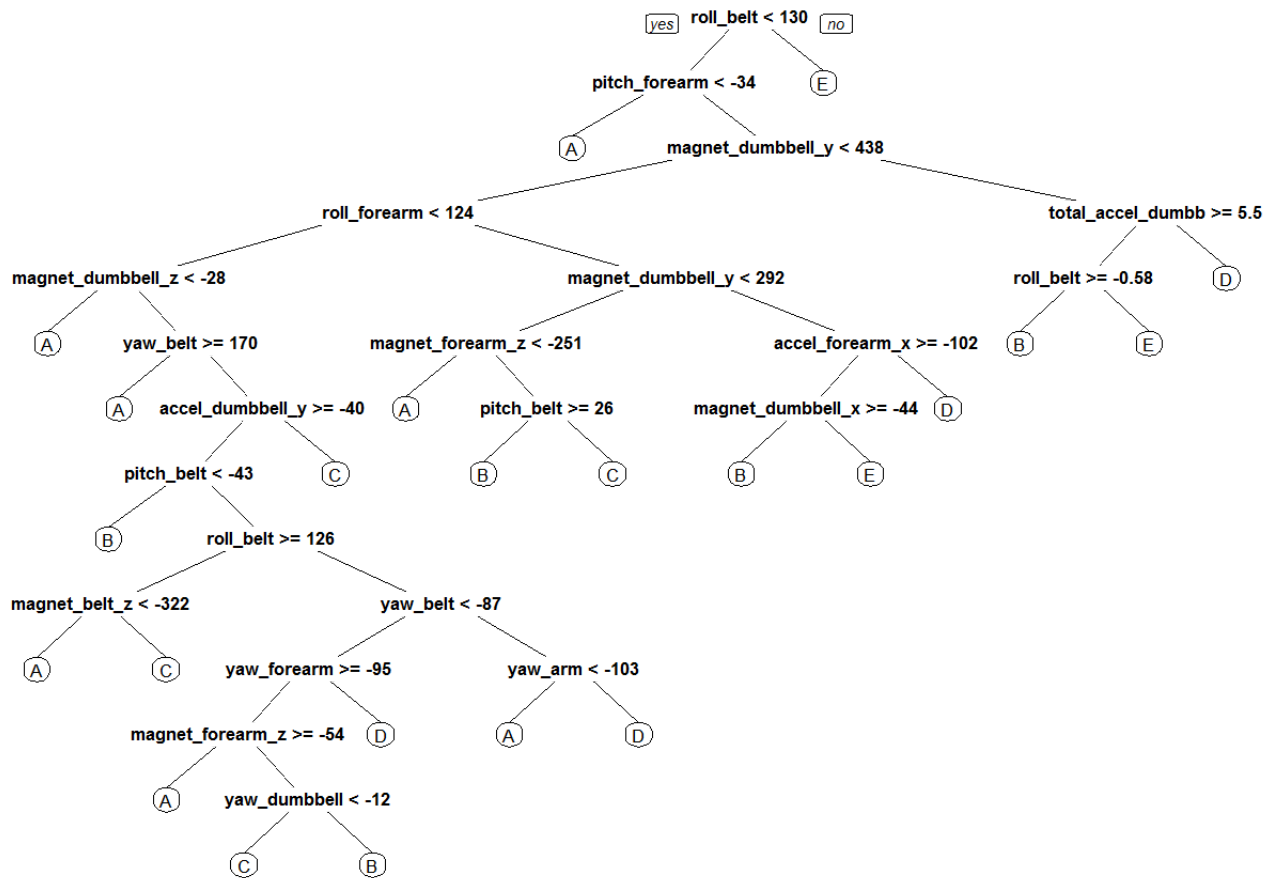 yes roll_belt < 130 no
pitch_forearm < -34 E
A magnet_dumbbell_y < 438
roll_forearm < 124 total_accel_dumbb >= 5.5
magnet_dumbbell_z < -28 magnet_dumbbell_y < 292 roll_belt >= -0.58 D
A yaw_belt >= 170 magnet_forearm_z < -251 accel_forearm_x >= -102 B E
A accel_dumbbell_y >= -40 A pitch_belt >= 26 magnet_dumbbell_x >= -44 D
pitch_belt < -43 C B C B E
B roll_belt >= 126
magnet_belt_z < -322 yaw_belt < -87
A C yaw_forearm >= -95 yaw_arm < -103
magnet_forearm_z >= -54 D A D
A yaw_dumbbell < -12
C B